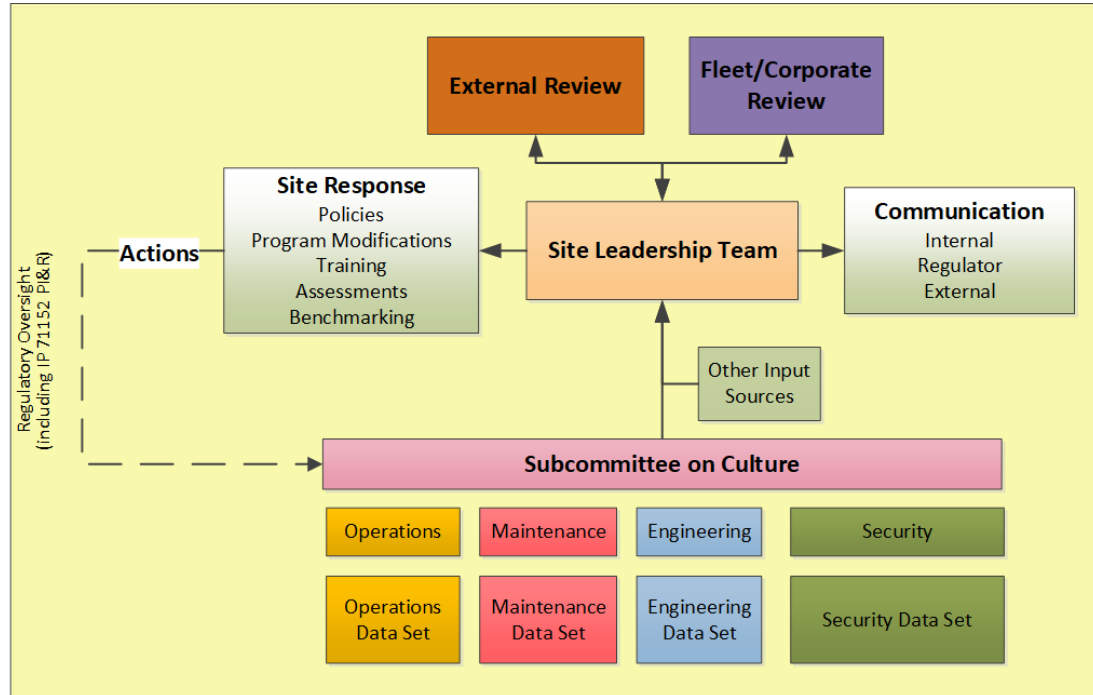 External Review
Fleet/Corporate
Review
Site Response
Policies
Program Modifications
Training
Assessments
Benchmarking
Actions
Site Leadership Team
Communication
Internal
Regulator
External
Regulatory Oversight
(including IP 71152 PI&R)
Other Input
Sources
Subcommittee on Culture
Operations
Maintenance
Engineering
Security
Operations
Data Set
Maintenance
Data Set
Engineering
Data Set
Security Data Set